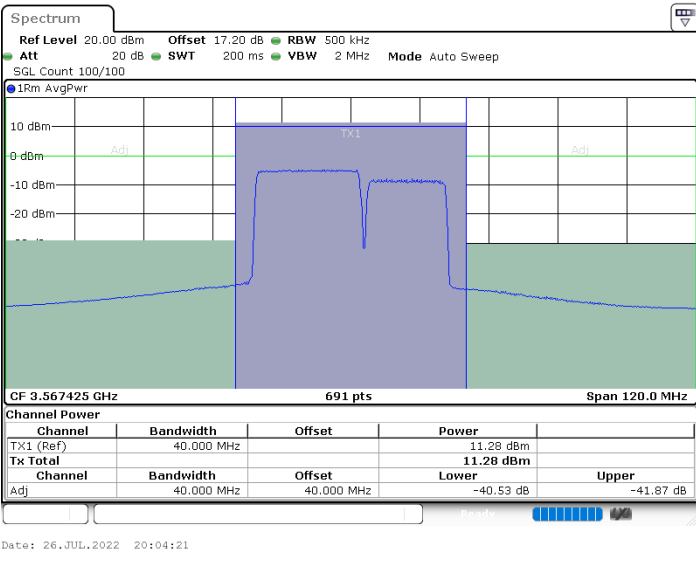 Spectrum
Ref Level 20.00 dBm Offset 17.20 dB RBW 500 kHz
Att 20 dB SWT 200 ms VBW 2 MHz Mode Auto Sweep
SGL Count 100/100
1Rm AvgPwr
10 dBm
TX1
Adj Adj
0 dBm
-10 dBm
-20 dBm
CF 3.567425 GHz 691 pts Span 120.0 MHz
Channel Power
Channel Bandwidth Offset Power
TX1 (Ref) 40.000 MHz 11.28 dBm
Tx Total 11.28 dBm
Channel Bandwidth Offset Lower Upper
Adj 40.000 MHz 40.000 MHz -40.53 dB -41.87 dB
Ready
Date: 26.JUL.2022 20:04:21